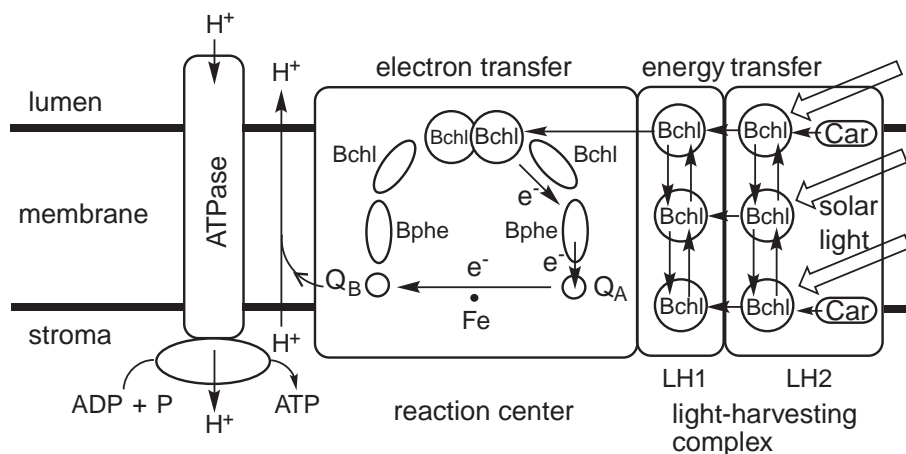 H+
H+
electron transfer
energy transfer
lumen
Bchl
Bchl
Bchl
Bchl
Car
Bchl
Bchl
e-
ATPase
membrane
Bchl
Bchl
solar
light
Bphe
Bphe
e-
e-
QB
QA
Fe
Bchl
Bchl
Car
stroma
H+
LH1
LH2
ADP + P
ATP
H+
reaction center
light-harvesting
complex